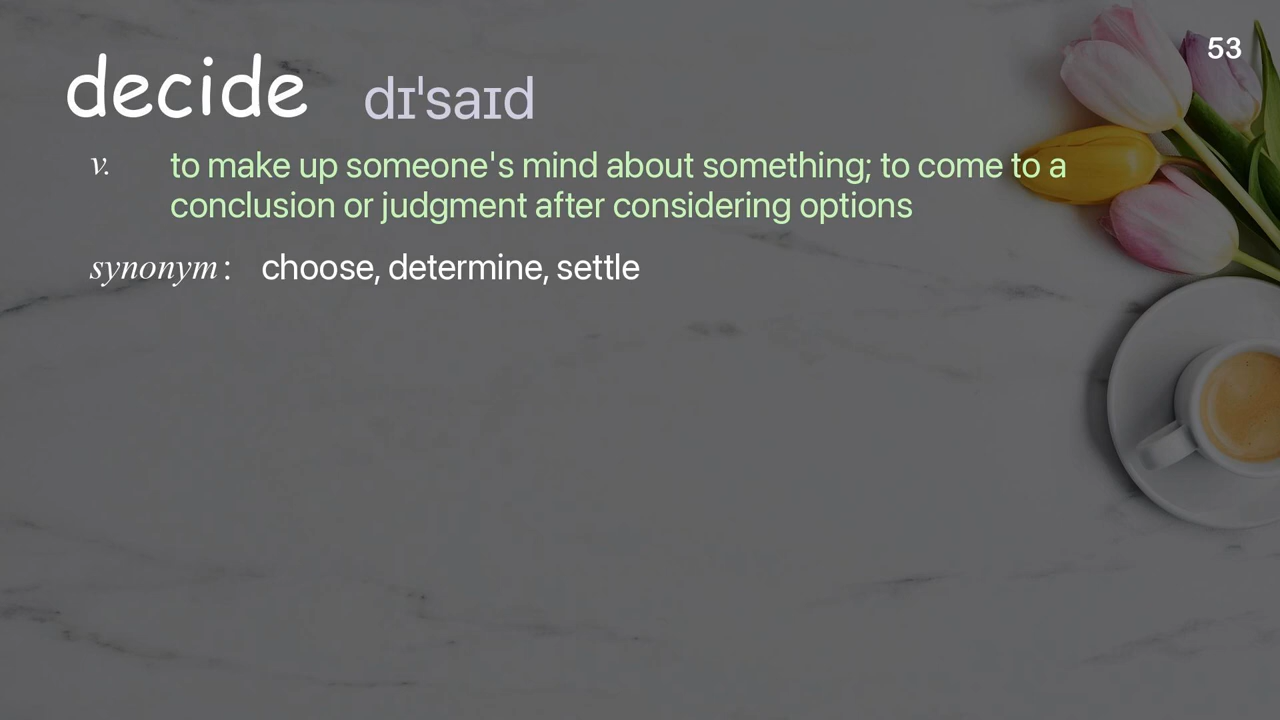 53
decide dɪˈsaɪd
v. to make up someone's mind about something; to come to a
conclusion or judgment after considering options
synonym: choose, determine, settle